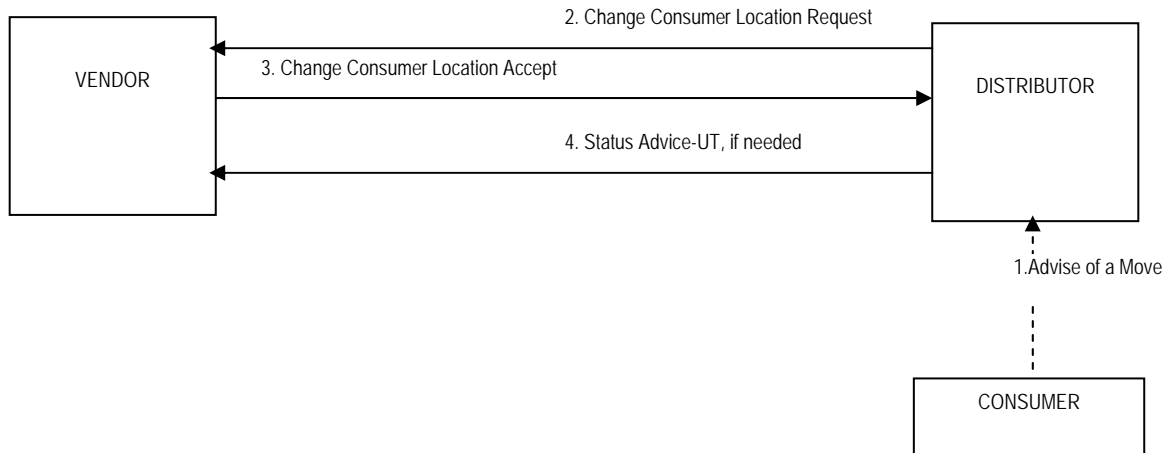 2. Change Consumer Location Request
3. Change Consumer Location Accept
VENDOR
DISTRIBUTOR
4. Status Advice-UT, if needed
1.Advise of a Move
CONSUMER